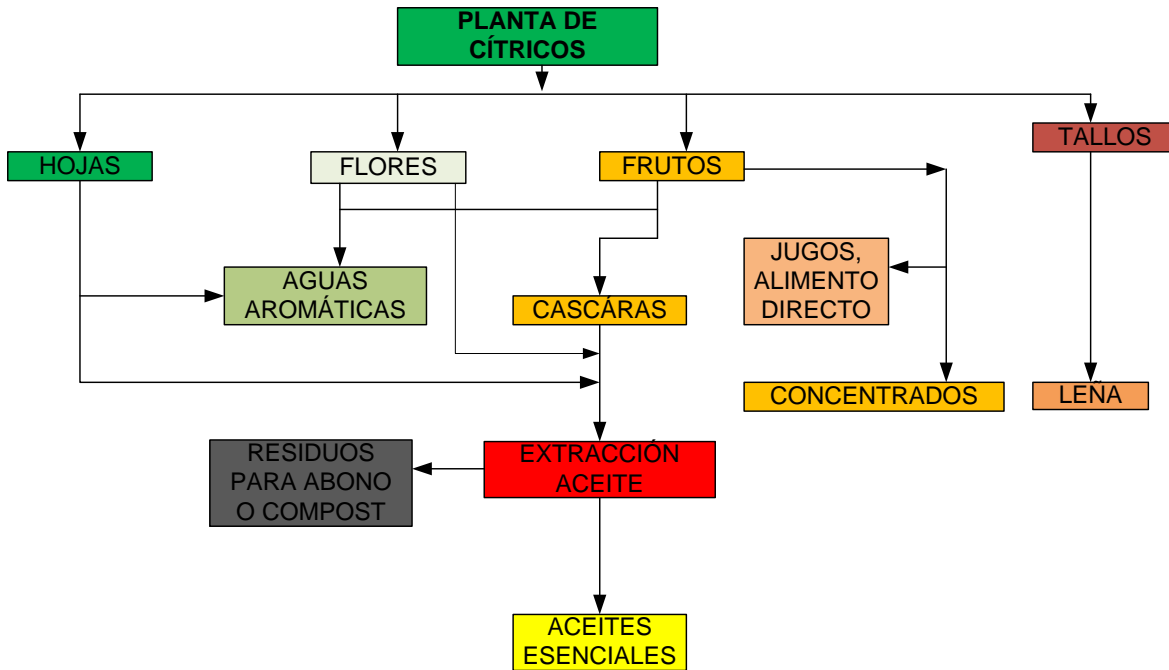 PLANTA DE
CÍTRICOS
HOJAS
FLORES
FRUTOS
TALLOS
AGUAS
AROMÁTICAS
CASCÁRAS
JUGOS,
ALIMENTO
DIRECTO
CONCENTRADOS
LEÑA
RESIDUOS
PARA ABONO
O COMPOST
EXTRACCIÓN
ACEITE
ACEITES
ESENCIALES